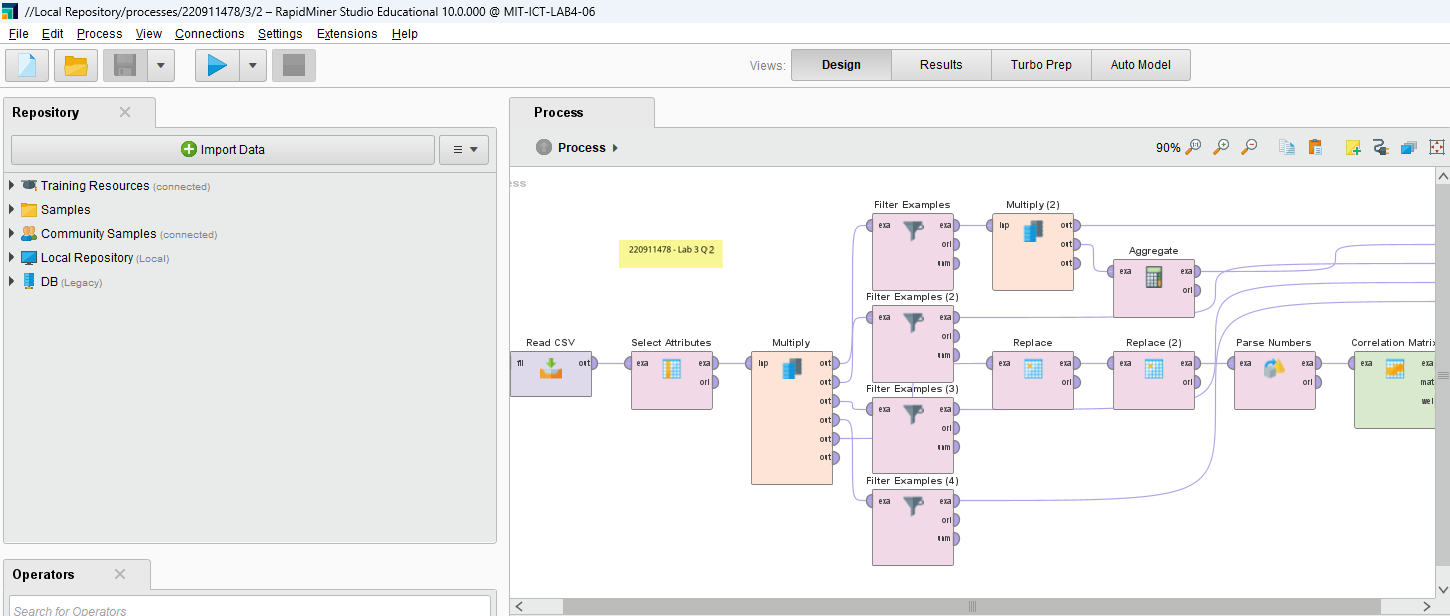 //Local Repository/processes/220911478/3/2 – RapidMiner Studio Educational 10.0.000 @ MIT-ICT-LAB4-06
File Edit Process View Connections Settings Extensions Help
Views: Design Results Turbo Prep Auto Model
Repository
Import Data
Training Resources (connected)
Samples
Community Samples (connected)
Local Repository (Local)
DB (Legacy)
Operators
Search for Operators
Process
Process
90%
ess
220911478 - Lab 3 Q 2
Read CSV
fil out
Select Attributes
exa exa
ori
Multiply
inp out
out
out
out
out
out
Filter Examples
exa exa
ori
unm
Filter Examples (2)
exa exa
ori
unm
Filter Examples (3)
exa exa
ori
unm
Filter Examples (4)
exa exa
ori
unm
Multiply (2)
inp out
out
out
Aggregate
exa exa
ori
Replace
exa exa
ori
Replace (2)
exa exa
ori
Parse Numbers
exa exa
ori
Correlation Matrix
exa exa
mat
wei